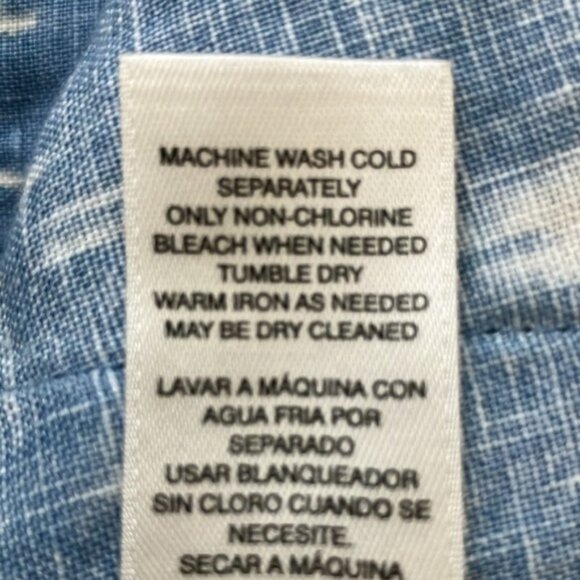 MACHINE WASH COLD
SEPARATELY
ONLY NON-CHLORINE
BLEACH WHEN NEEDED
TUMBLE DRY
WARM IRON AS NEEDED
MAY BE DRY CLEANED
LAVAR A MÁQUINA CON
AGUA FRIA POR
SEPARADO
USAR BLANQUEADOR
SIN CLORO CUANDO SE
NECESITE.
SECAR A MÁQUINA